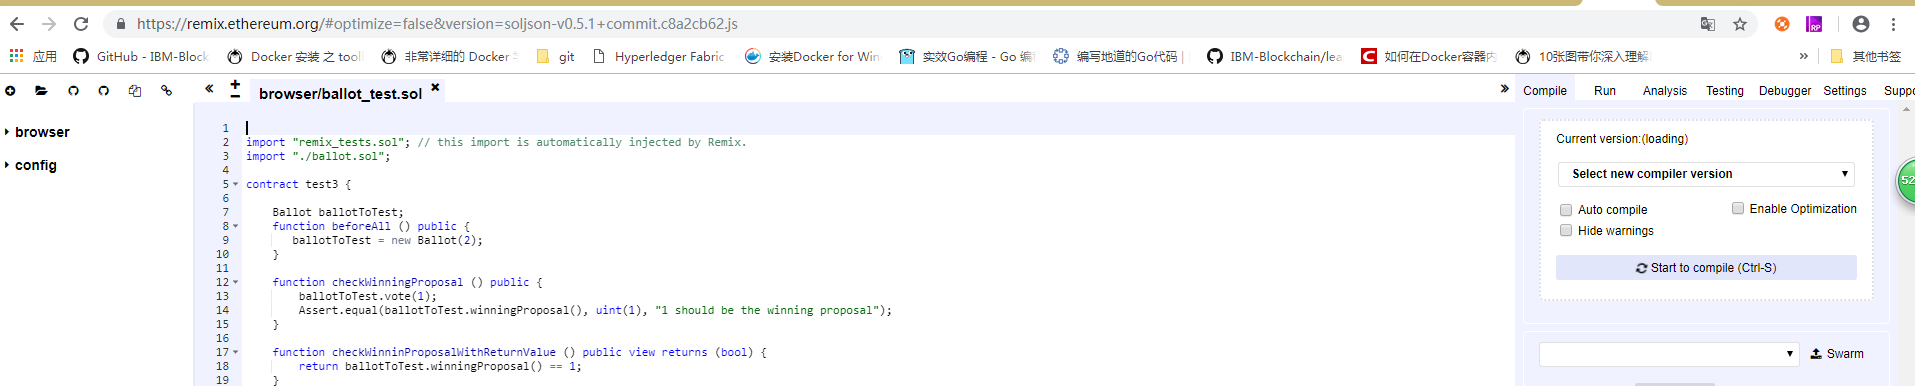 https://remix.ethereum.org/#optimize=false&version=soljson-v0.5.1+commit.c8a2cb62.js
应用 GitHub - IBM-Block Docker 安装 之 tool 非常详细的 Docker git Hyperledger Fabric 安装Docker for Win 实效Go编程 - Go 编 编写地道的Go代码 | IBM-Blockchain/lea 如何在Docker容器内 10张图带你深入理解 » 其他书签
« + - browser/ballot_test.sol × » Compile Run Analysis Testing Debugger Settings Suppo
browser
config
1
2 import "remix_tests.sol"; // this import is automatically injected by Remix.
3 import "./ballot.sol";
4
5 contract test3 {
6
7 Ballot ballotToTest;
8 function beforeAll () public {
9 ballotToTest = new Ballot(2);
10 }
11
12 function checkWinningProposal () public {
13 ballotToTest.vote(1);
14 Assert.equal(ballotToTest.winningProposal(), uint(1), "1 should be the winning proposal");
15 }
16
17 function checkWinninProposalWithReturnValue () public view returns (bool) {
18 return ballotToTest.winningProposal() == 1;
19 }
Current version:(loading)
Select new compiler version
Auto compile Enable Optimization
Hide warnings
Start to compile (Ctrl-S)
Swarm
52
RP